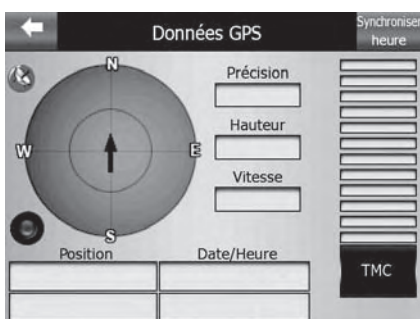 Données GPS
Synchroniser
heure
N
Précision
Hauteur
W
E
Vitesse
S
Position
Date/Heure
TMC